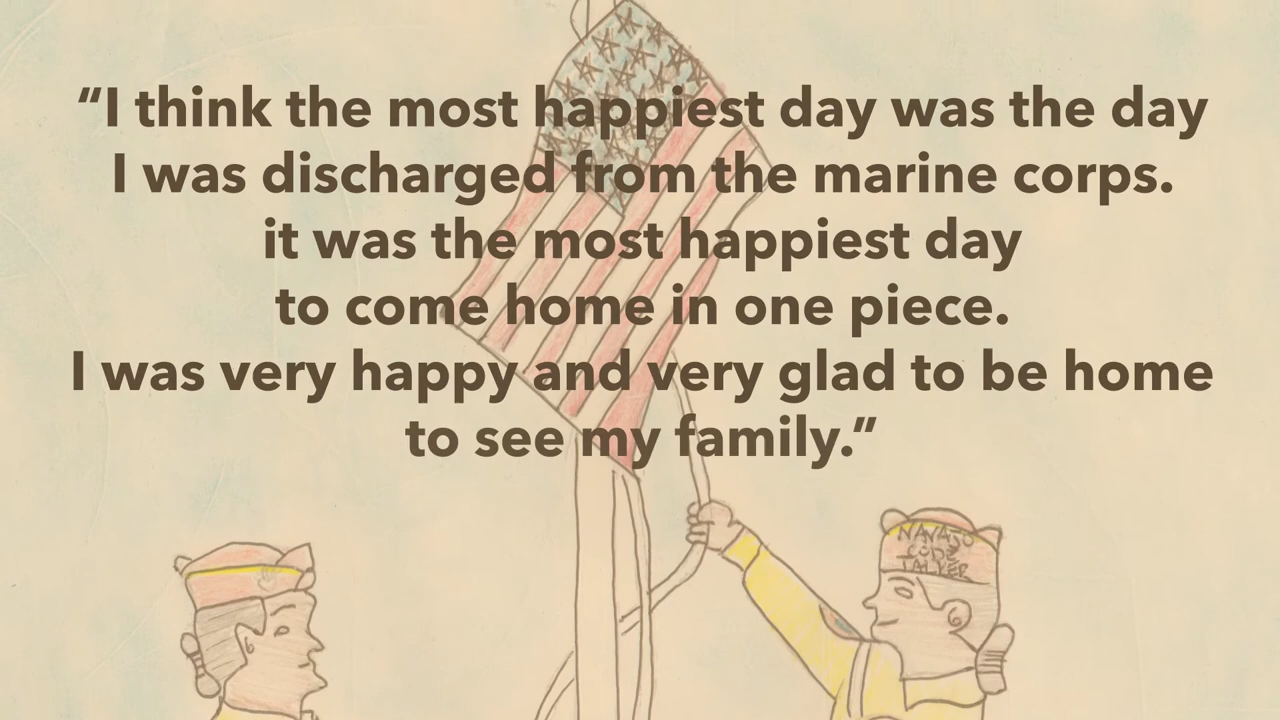 “I think the most happiest day was the day
I was discharged from the marine corps.
it was the most happiest day
to come home in one piece.
I was very happy and very glad to be home
to see my family.”
NAVAJO
CODE
TALKER